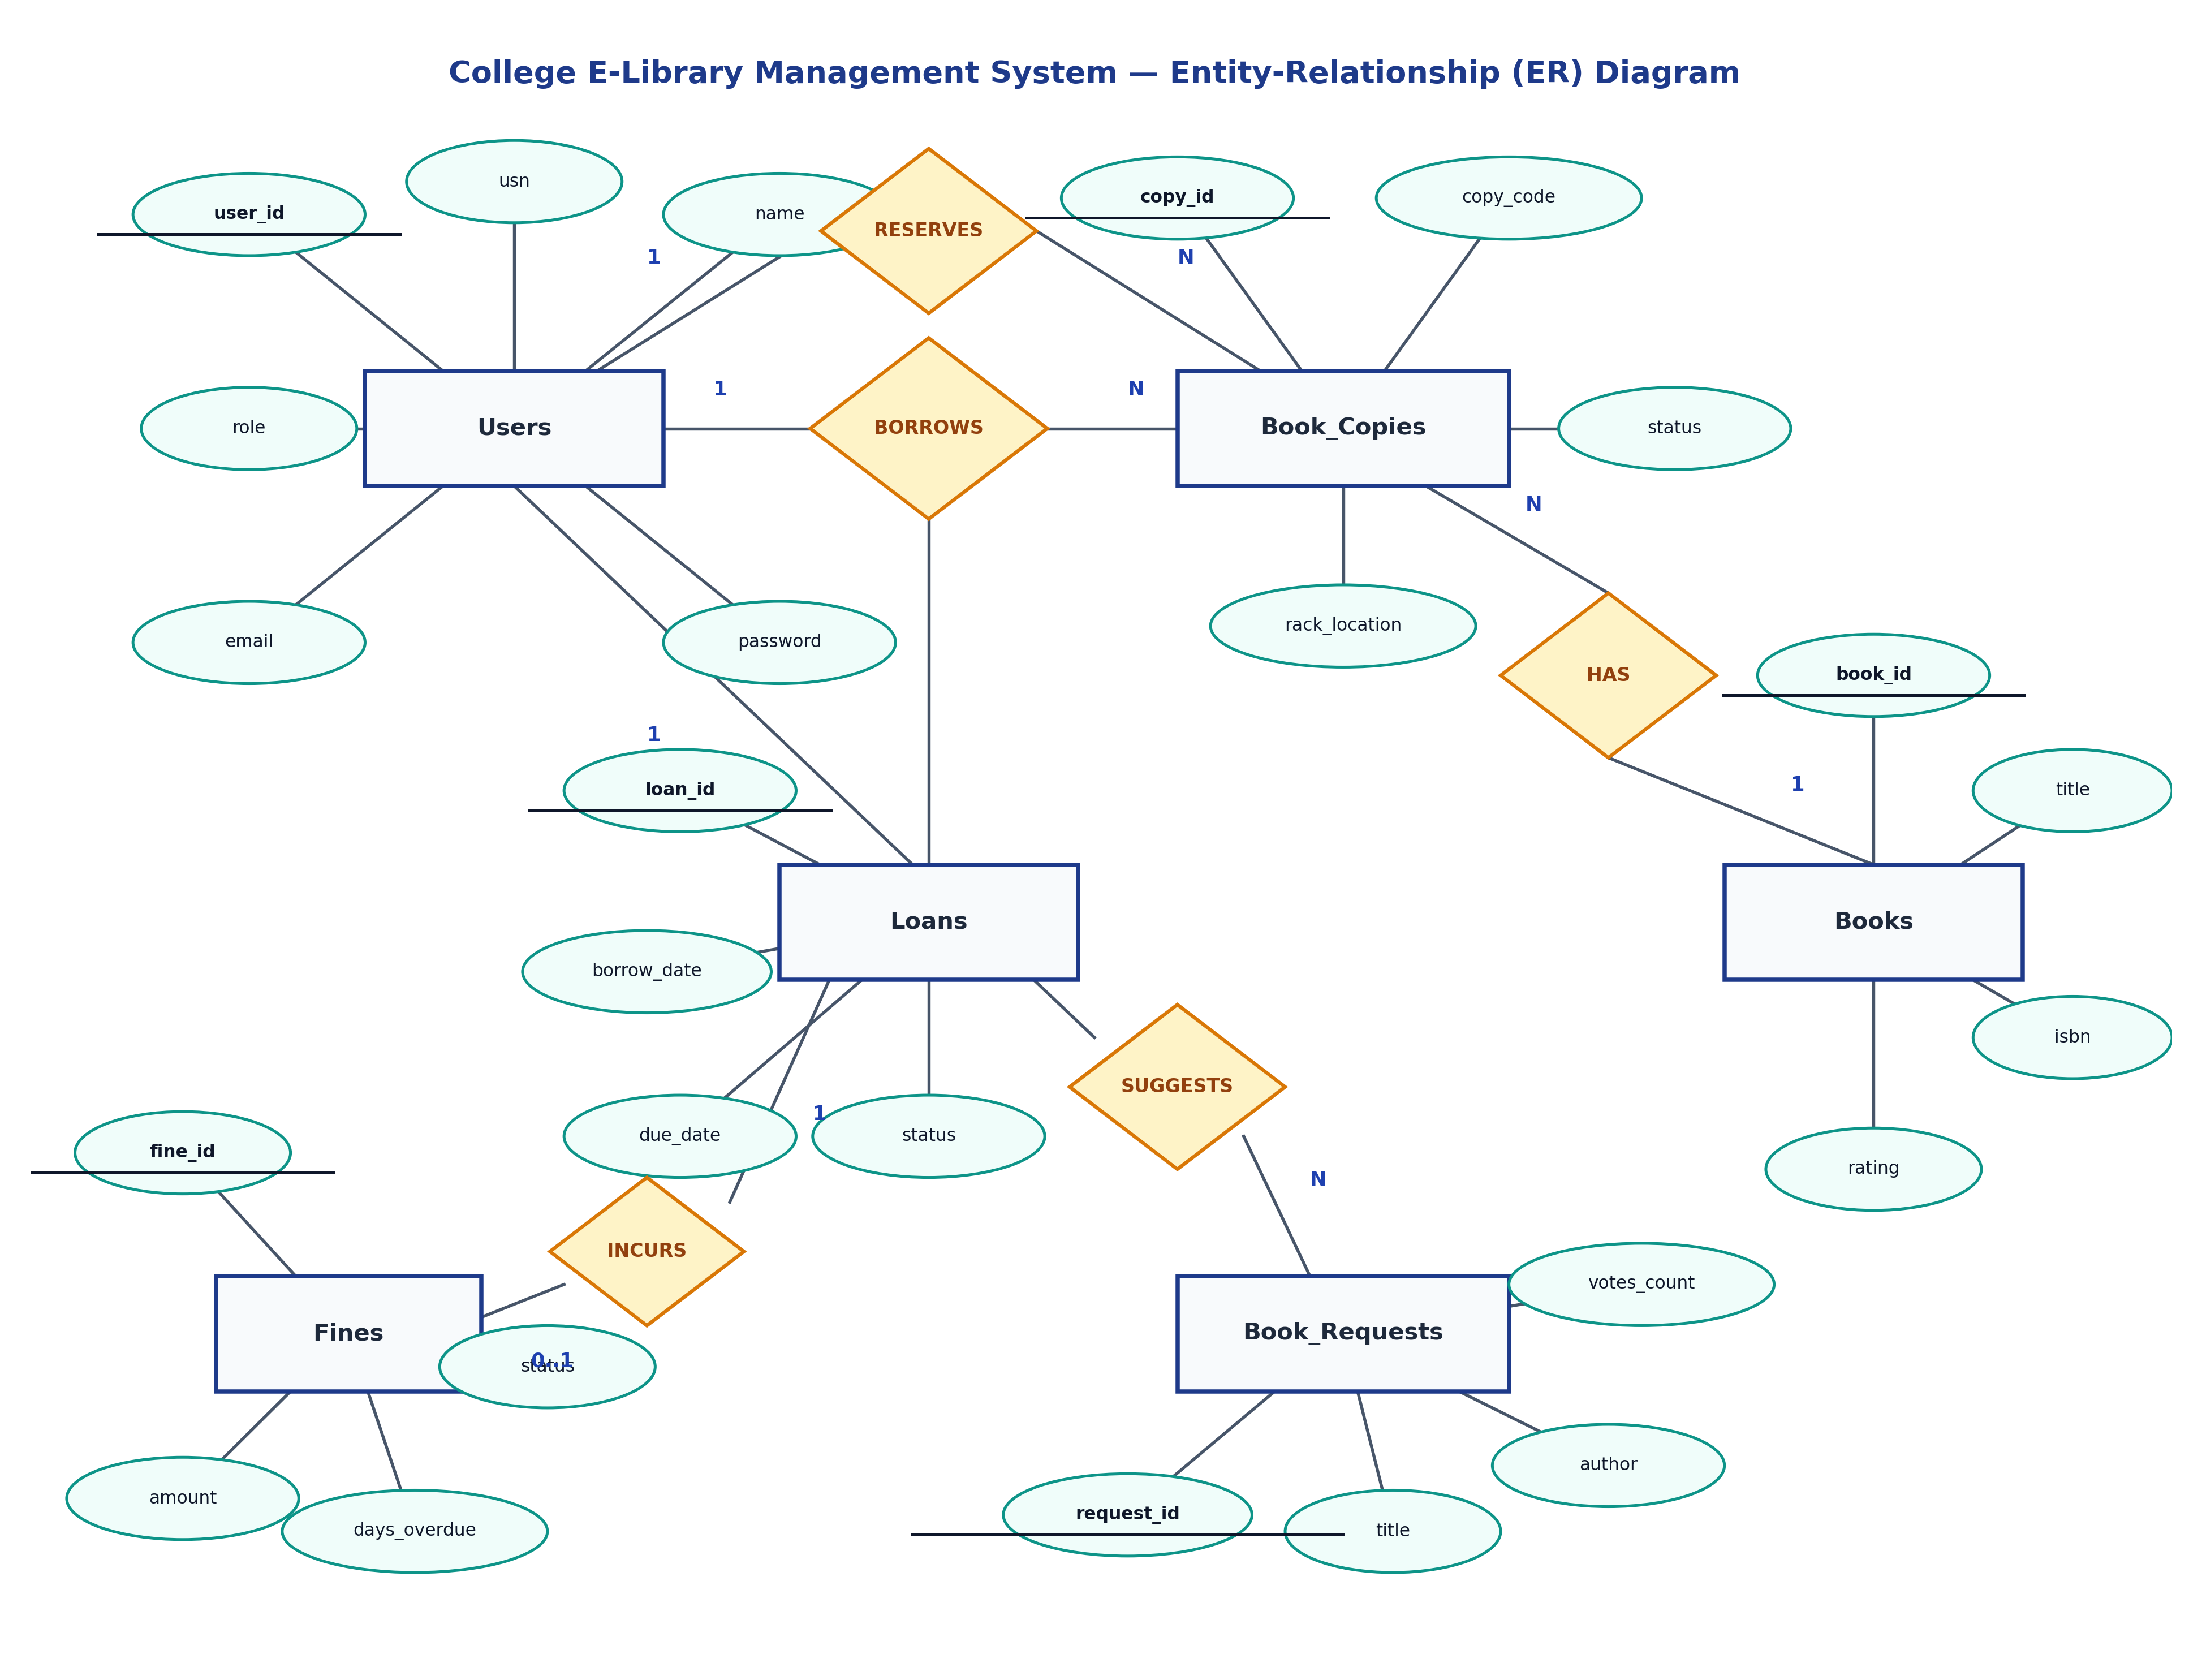 College E-Library Management System — Entity-Relationship (ER) Diagram
usn
user_id
name
RESERVES
copy_id
copy_code
1
N
1
N
role
Users
BORROWS
Book_Copies
status
N
rack_location
email
password
HAS
book_id
1
loan_id
1
title
Loans
Books
borrow_date
isbn
SUGGESTS
1
due_date
status
fine_id
rating
N
INCURS
votes_count
Fines
Book_Requests
0..1
status
author
amount
request_id
days_overdue
title